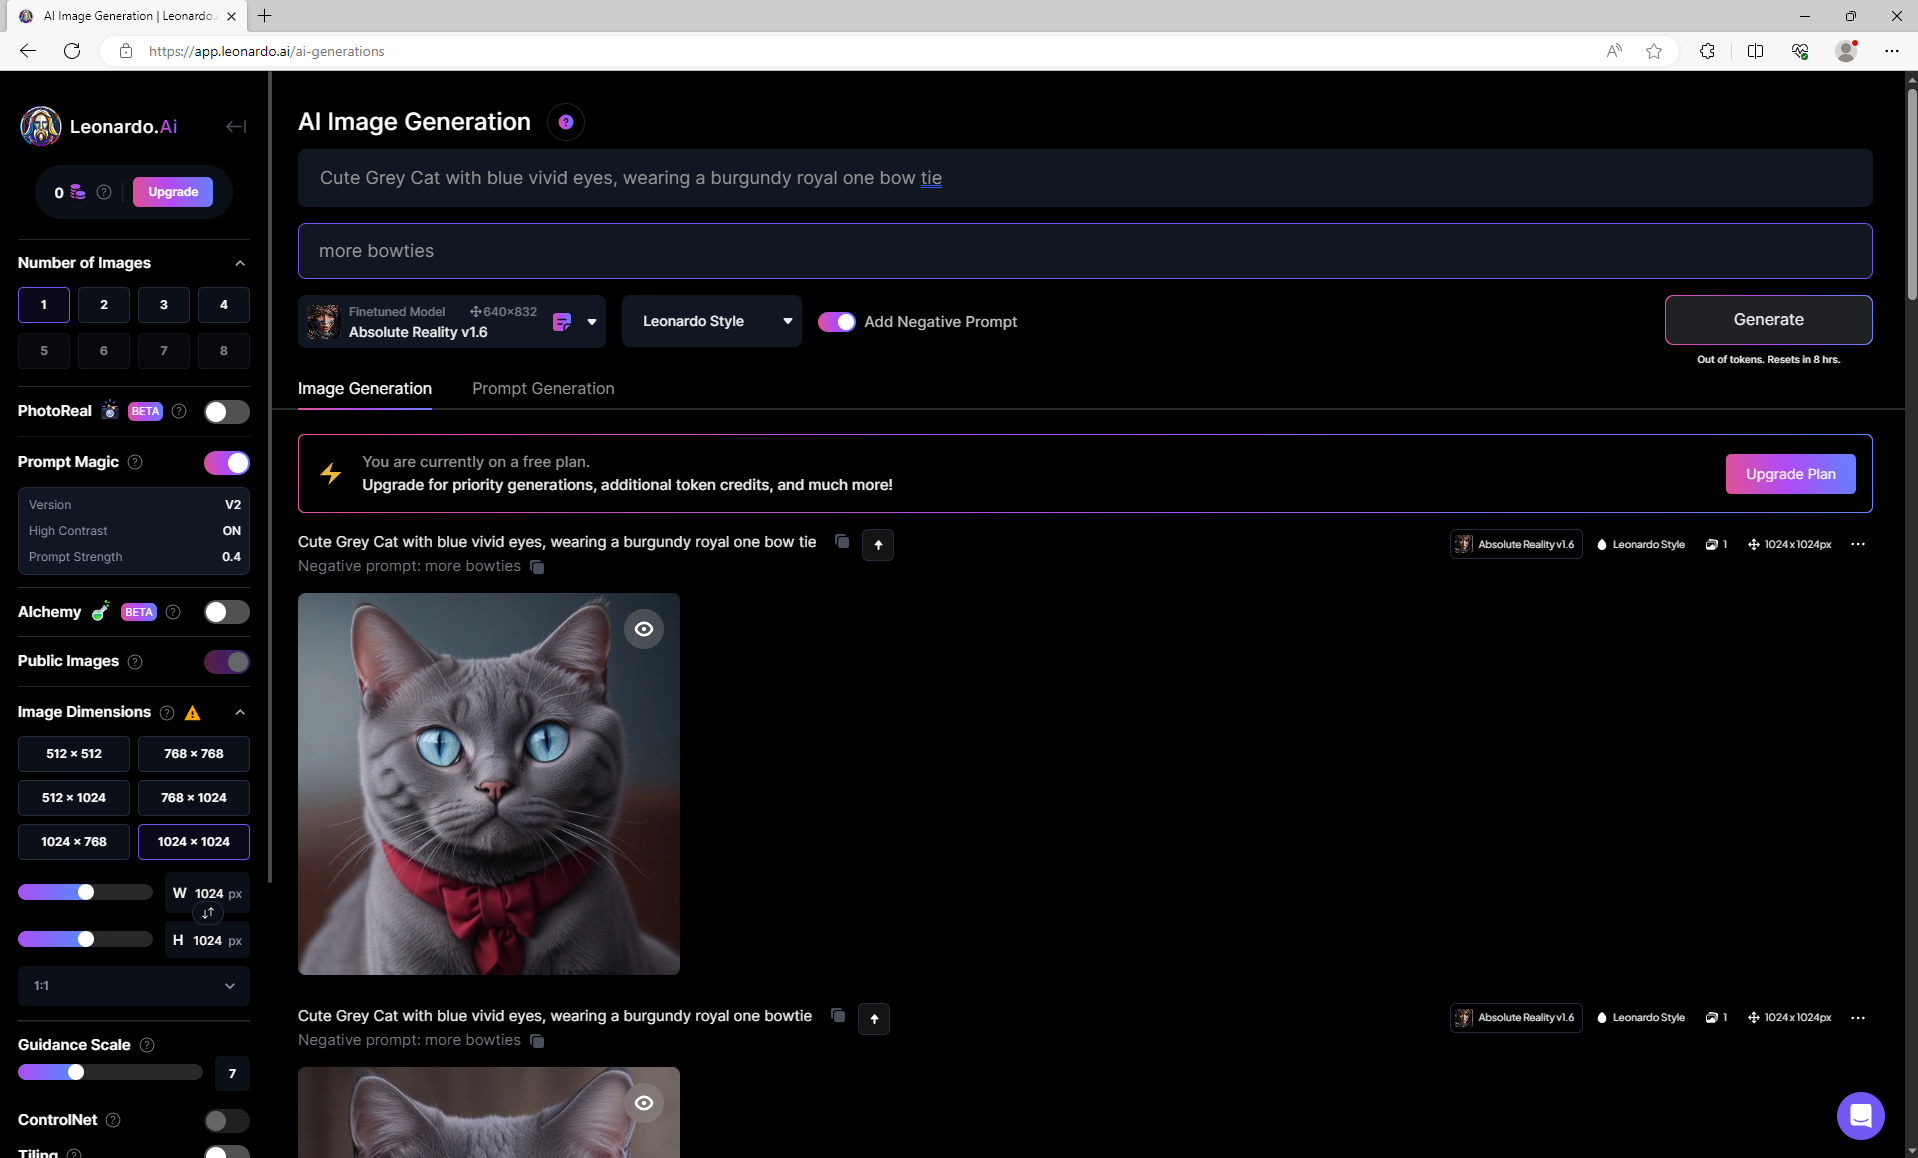 AI Image Generation | Leonardo.
https://app.leonardo.ai/ai-generations
Leonardo.Ai
0
Upgrade
Number of Images
1 2 3 4
5 6 7 8
PhotoReal BETA
Prompt Magic
Version V2
High Contrast ON
Prompt Strength 0.4
Alchemy BETA
Public Images
Image Dimensions
512 × 512 768 × 768
512 × 1024 768 × 1024
1024 × 768 1024 × 1024
W 1024 px
H 1024 px
1:1
Guidance Scale
7
ControlNet
Tiling
AI Image Generation
Cute Grey Cat with blue vivid eyes, wearing a burgundy royal one bow tie
more bowties
Finetuned Model 640×832
Absolute Reality v1.6
Leonardo Style
Add Negative Prompt
Generate
Out of tokens. Resets in 8 hrs.
Image Generation Prompt Generation
You are currently on a free plan.
Upgrade for priority generations, additional token credits, and much more!
Upgrade Plan
Cute Grey Cat with blue vivid eyes, wearing a burgundy royal one bow tie
Absolute Reality v1.6 Leonardo Style 1 1024 x 1024px
Negative prompt: more bowties
Cute Grey Cat with blue vivid eyes, wearing a burgundy royal one bowtie
Absolute Reality v1.6 Leonardo Style 1 1024 x 1024px
Negative prompt: more bowties